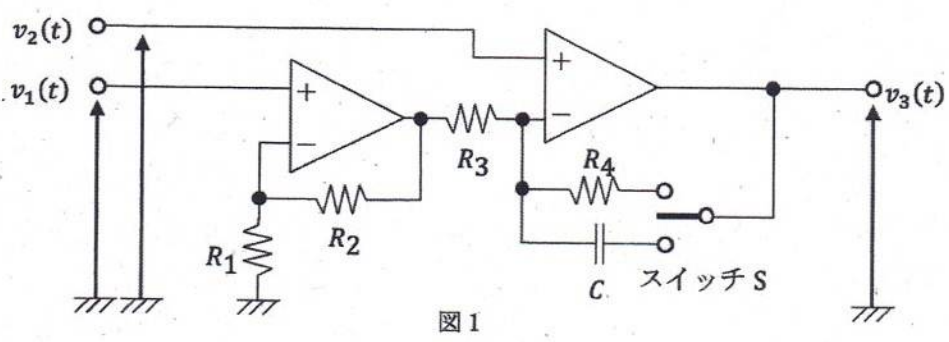 v₂(t)
v₁(t)
+
−
+
−
v₃(t)
R₃
R₄
R₂
R₁
C
スイッチ S
図1